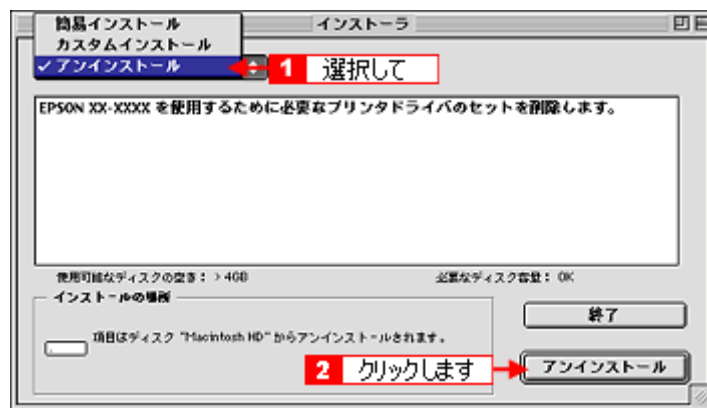 簡易インストール
インストーラ
カスタムインストール
✓アンインストール
1 選択して
EPSON XX-XXXX を使用するために必要なプリンタドライバのセットを削除します。
使用可能なディスクの空き： > 4GB
必要なディスク容量： 0K
インストールの場所
項目はディスク "Macintosh HD" からアンインストールされます。
終了
2 クリックします
アンインストール